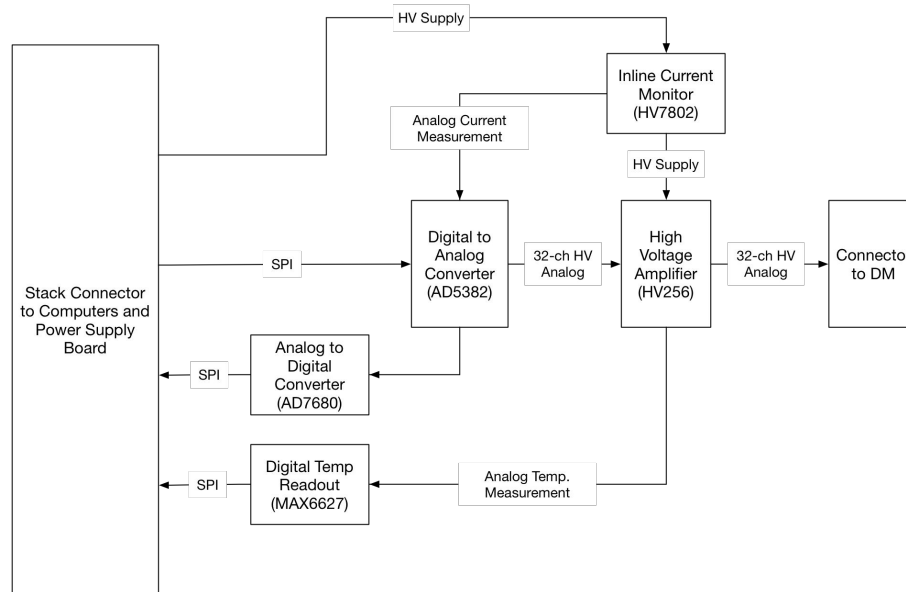 HV Supply
Inline Current
Monitor
(HV7802)
Analog Current
Measurement
HV Supply
Digital to
Analog
Converter
(AD5382)
32-ch HV
Analog
High
Voltage
Amplifier
(HV256)
32-ch HV
Analog
Connecto
to DM
SPI
Stack Connector
to Computers and
Power Supply
Board
Analog to
Digital
Converter
(AD7680)
SPI
Digital Temp
Readout
(MAX6627)
SPI
Analog Temp.
Measurement